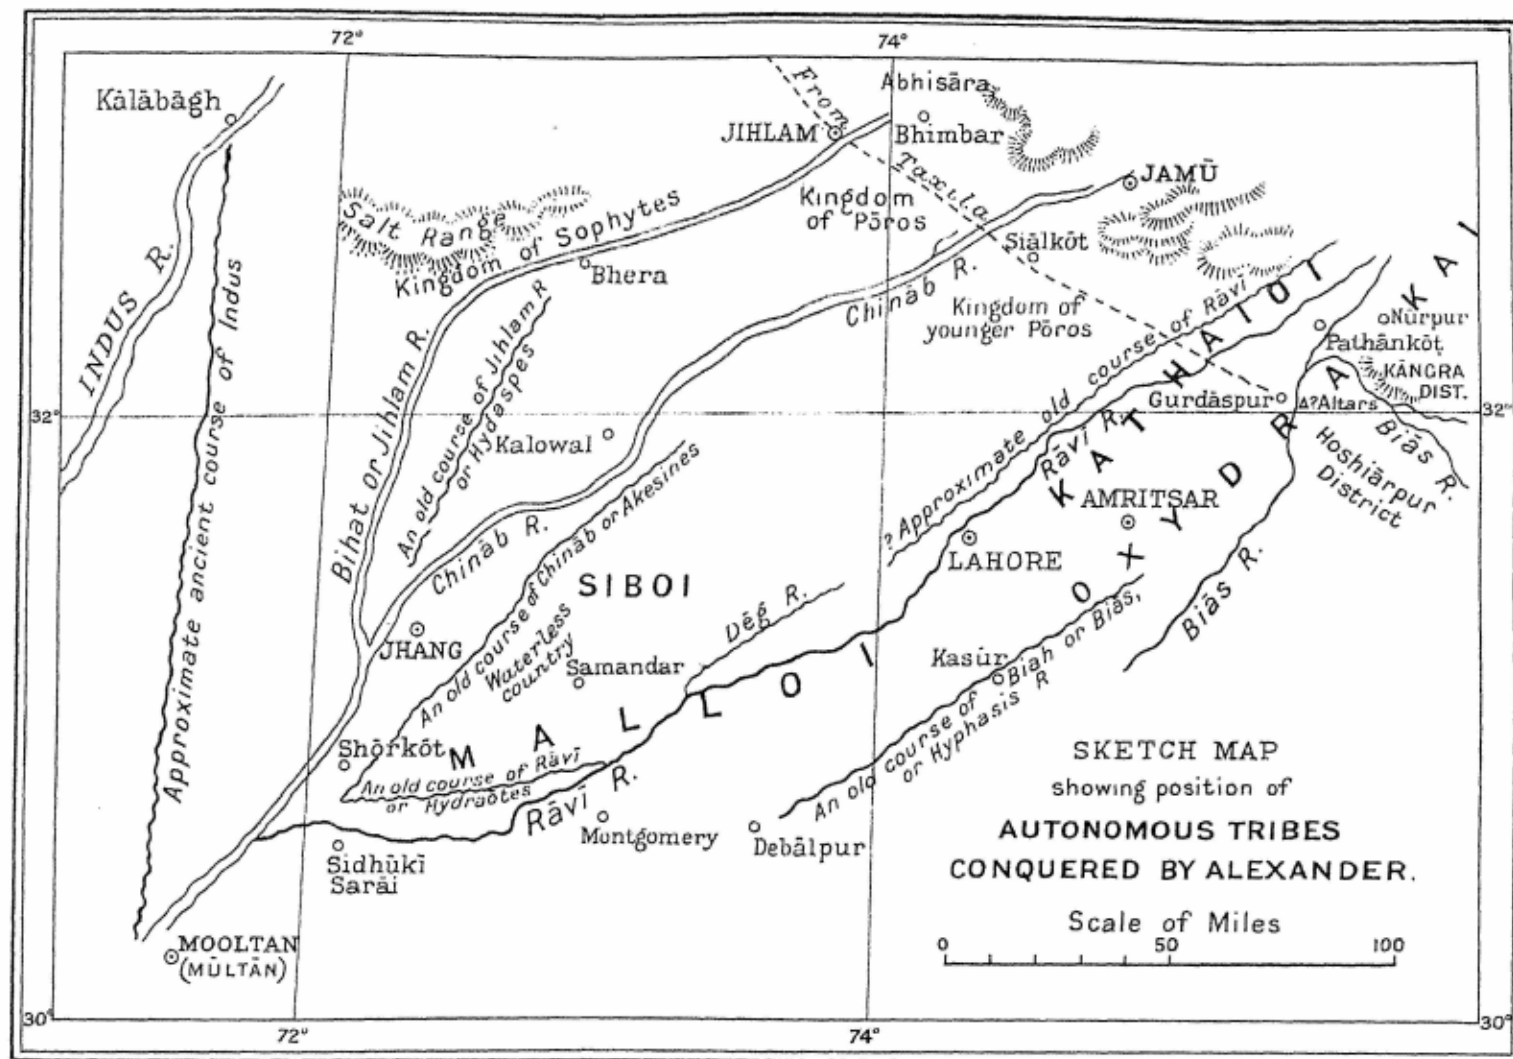 72°
74°
Kālābāgh
INDUS R.
Approximate ancient course of Indus
Salt Range
Kingdom of Sophytes
Bhera
JIHLAM
From Taxila
Abhisāra
Bhimbar
JAMŪ
Kingdom
of Pōros
Siālkōt
Chināb R.
Kingdom of
younger Pōros
Bihat or Jihlam R.
An old course of Jihlam R
or Hydaspes
Kalowal
Chināb R.
An old course of Chināb or Akesines
? Approximate old course of Rāvī
KATHAIOI
Rāvī R.
Gurdāspur
Pathānkōṭ
Nūrpur
KĀNGRA
DIST.
Δ?Altars
Biās R.
Hoshiārpur
District
OXYDRAKAI
32°
32°
AMRITSAR
LAHORE
Biās R.
SIBOI
Waterless
country
Dēg R.
JHANG
Samandar
Kasūr
An old course of Biah or Biās,
or Hyphasis R
MALLOI
Shōrkōt
An old course of Rāvī
or Hydraōtes
Rāvī R.
Montgomery
Debālpur
Sidhūkī
Sarāi
MOOLTAN
(MŪLTĀN)
SKETCH MAP
showing position of
AUTONOMOUS TRIBES
CONQUERED BY ALEXANDER.
Scale of Miles
0 50 100
30°
30°
72°
74°